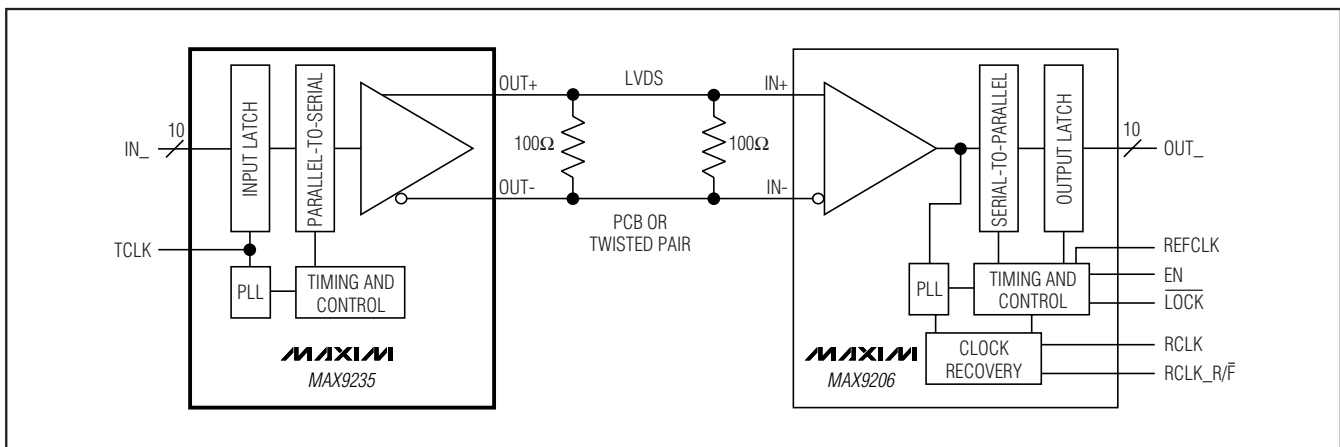 IN_
10
TCLK
INPUT LATCH
PARALLEL-TO-SERIAL
PLL
TIMING AND
CONTROL
MAXIM
MAX9235
OUT+
OUT-
100Ω
LVDS
100Ω
PCB OR
TWISTED PAIR
IN+
IN-
SERIAL-TO-PARALLEL
OUTPUT LATCH
PLL
TIMING AND
CONTROL
CLOCK
RECOVERY
MAXIM
MAX9206
10
OUT_
REFCLK
EN
L̅O̅C̅K̅
RCLK
RCLK_R/F̅